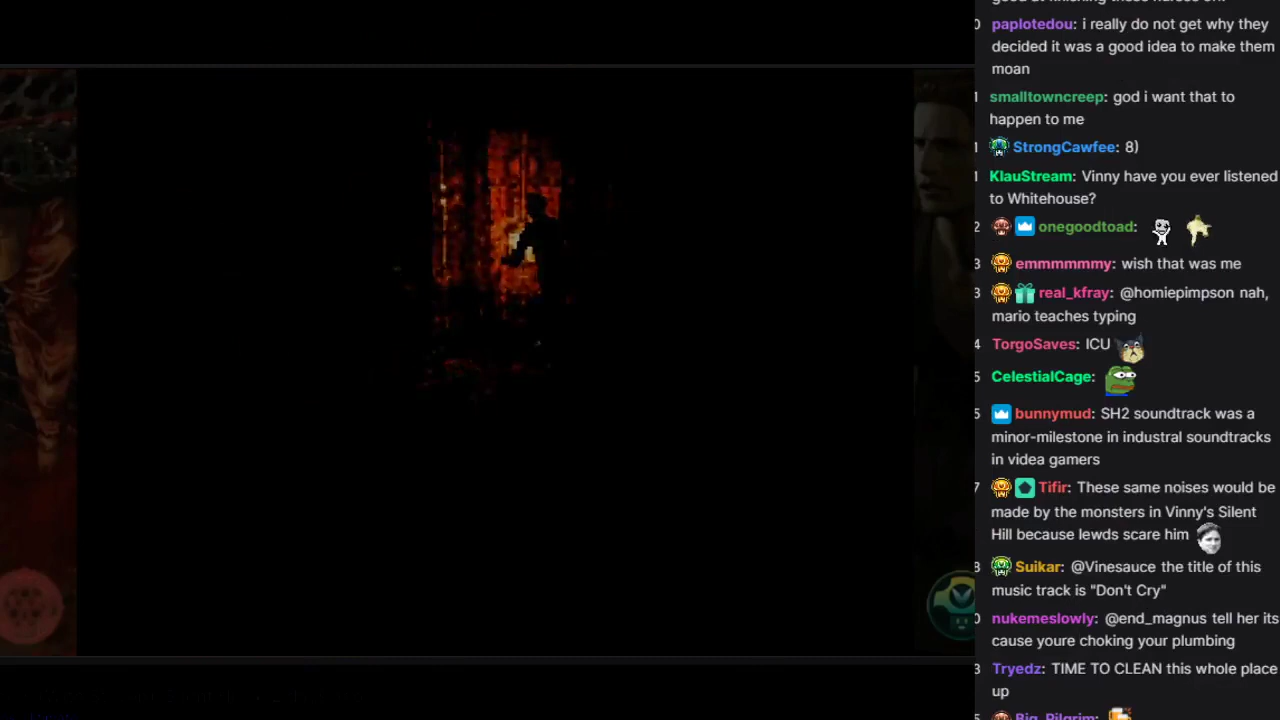 paplotedou: i really do not get why they
decided it was a good idea to make them
moan
smalltowncreep: god i want that to
happen to me
StrongCawfee: 8)
KlauStream: Vinny have you ever listened
to Whitehouse?
onegoodtoad:
emmmmmmy: wish that was me
real_kfray: @homiepimpson nah,
mario teaches typing
TorgoSaves: ICU
CelestialCage:
bunnymud: SH2 soundtrack was a
minor-milestone in industral soundtracks
in videa gamers
Tifir: These same noises would be
made by the monsters in Vinny's Silent
Hill because lewds scare him
Suikar: @Vinesauce the title of this
music track is "Don't Cry"
nukemeslowly: @end_magnus tell her its
cause youre choking your plumbing
Tryedz: TIME TO CLEAN this whole place
up
Big_Pilgrim: